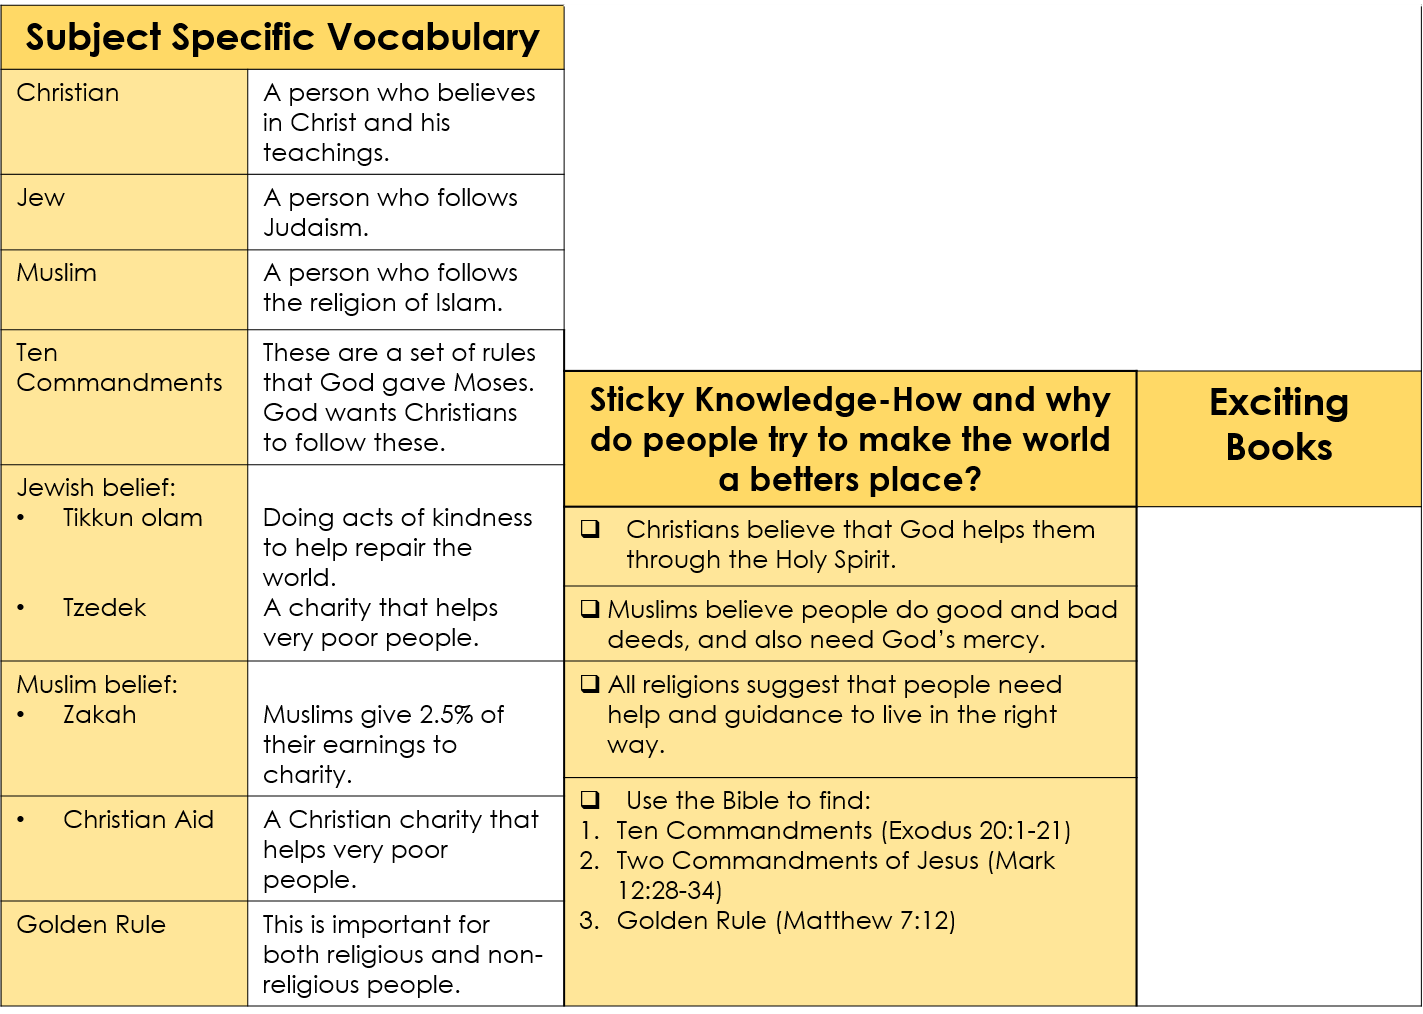 Subject Specific Vocabulary
Christian
A person who believes
in Christ and his
teachings.
Jew
A person who follows
Judaism.
Muslim
A person who follows
the religion of Islam.
Ten
Commandments
These are a set of rules
that God gave Moses.
God wants Christians
to follow these.
Jewish belief:
• Tikkun olam
Doing acts of kindness
to help repair the
world.
• Tzedek
A charity that helps
very poor people.
Muslim belief:
• Zakah
Muslims give 2.5% of
their earnings to
charity.
• Christian Aid
A Christian charity that
helps very poor
people.
Golden Rule
This is important for
both religious and non-
religious people.
Sticky Knowledge-How and why
do people try to make the world
a betters place?
❑ Christians believe that God helps them
through the Holy Spirit.
❑ Muslims believe people do good and bad
deeds, and also need God’s mercy.
❑ All religions suggest that people need
help and guidance to live in the right
way.
❑ Use the Bible to find:
1. Ten Commandments (Exodus 20:1-21)
2. Two Commandments of Jesus (Mark
12:28-34)
3. Golden Rule (Matthew 7:12)
Exciting
Books